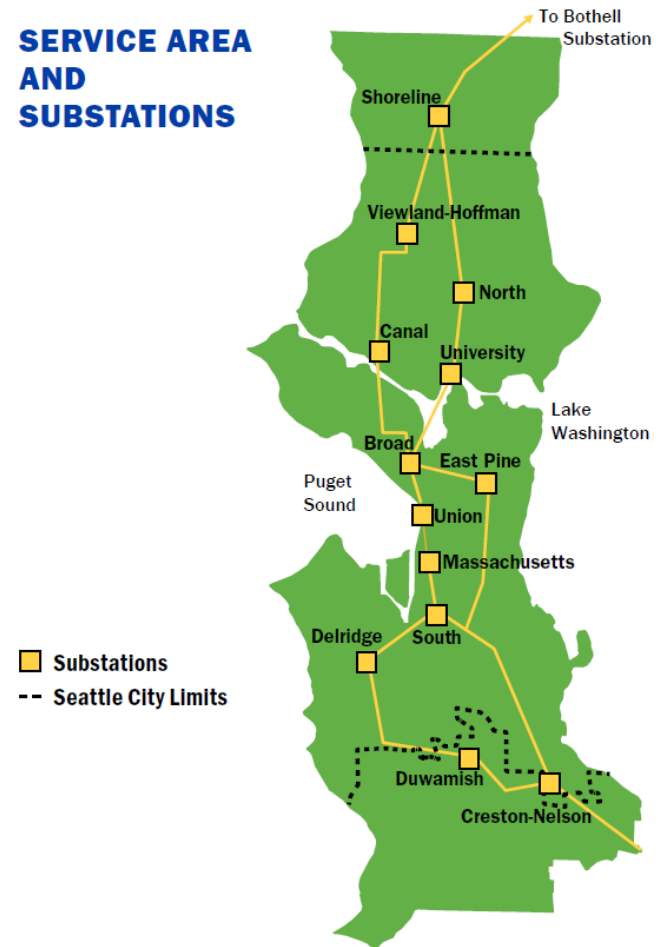 SERVICE AREA
AND
SUBSTATIONS
To Bothell
Substation
Shoreline
Viewland-Hoffman
North
Canal
University
Lake
Washington
Broad
East Pine
Puget
Sound
Union
Massachusetts
Delridge
South
Substations
Seattle City Limits
Duwamish
Creston-Nelson